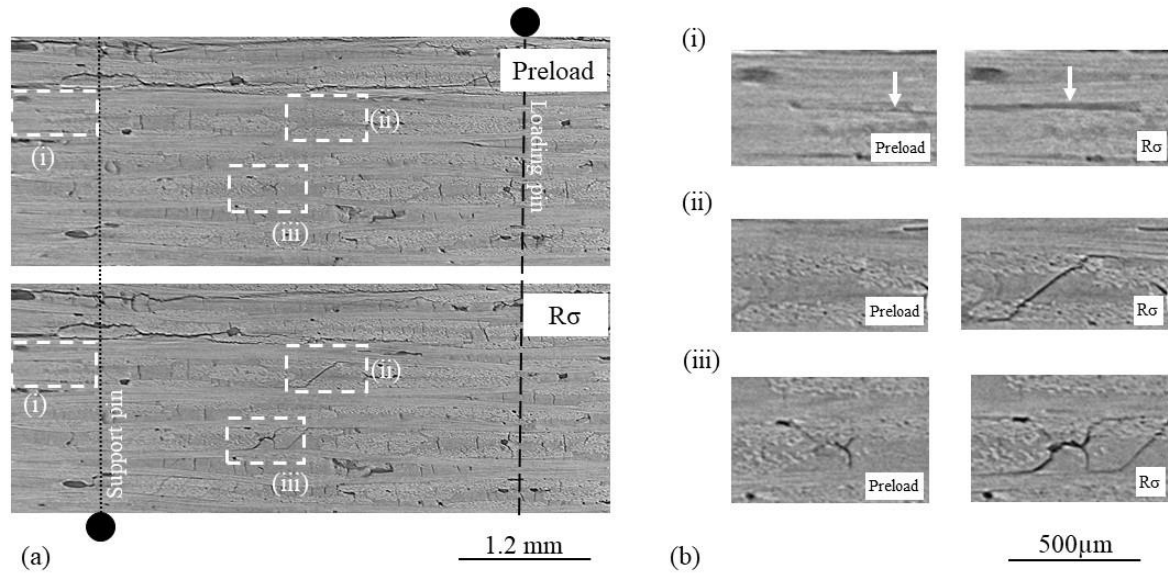 Preload
Loading pin
(i)
(ii)
(iii)
Rσ
(i)
(ii)
(iii)
Support pin
(a)
1.2 mm
(i)
Preload
Rσ
(ii)
Preload
Rσ
(iii)
Preload
Rσ
(b)
500µm